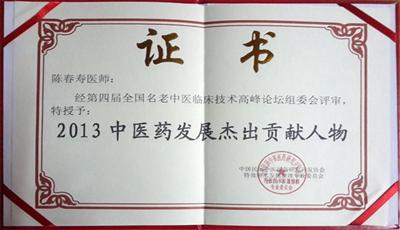 证书
陈春寿医师：
经第四届全国名老中医临床技术高峰论坛组委会评审，
特授予：
2013中医药发展杰出贡献人物